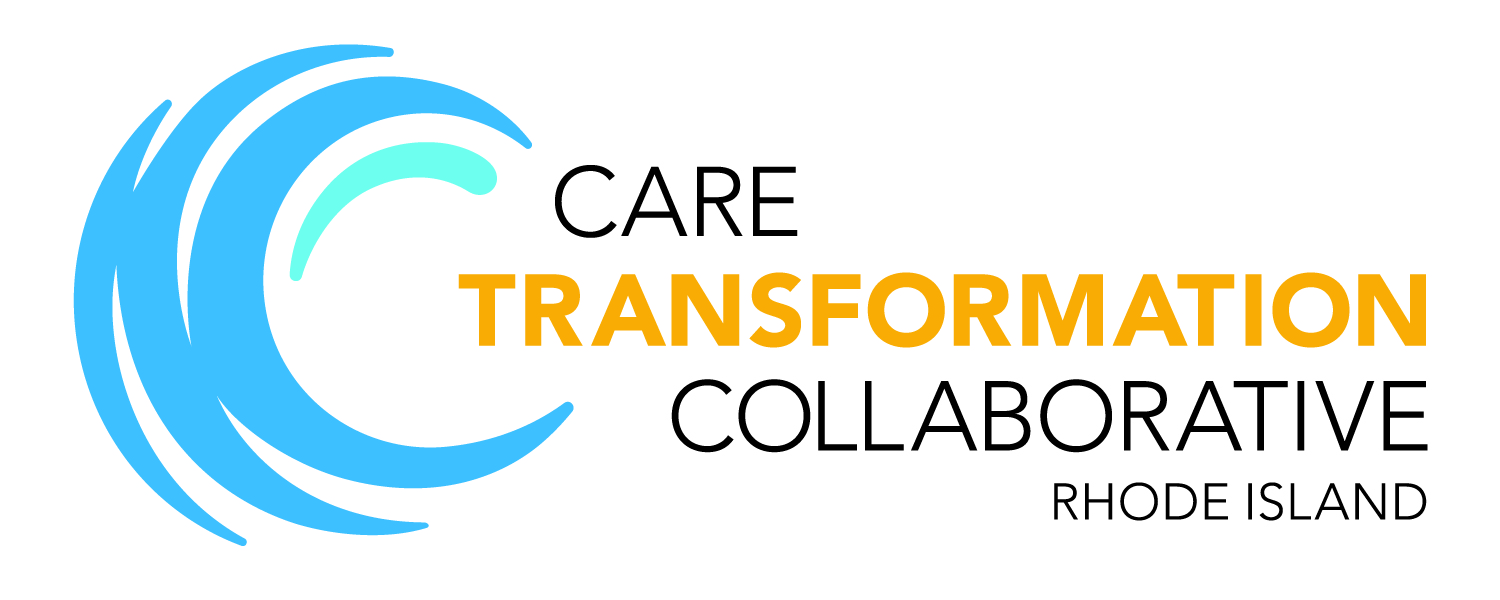 CARE
TRANSFORMATION
COLLABORATIVE
RHODE ISLAND